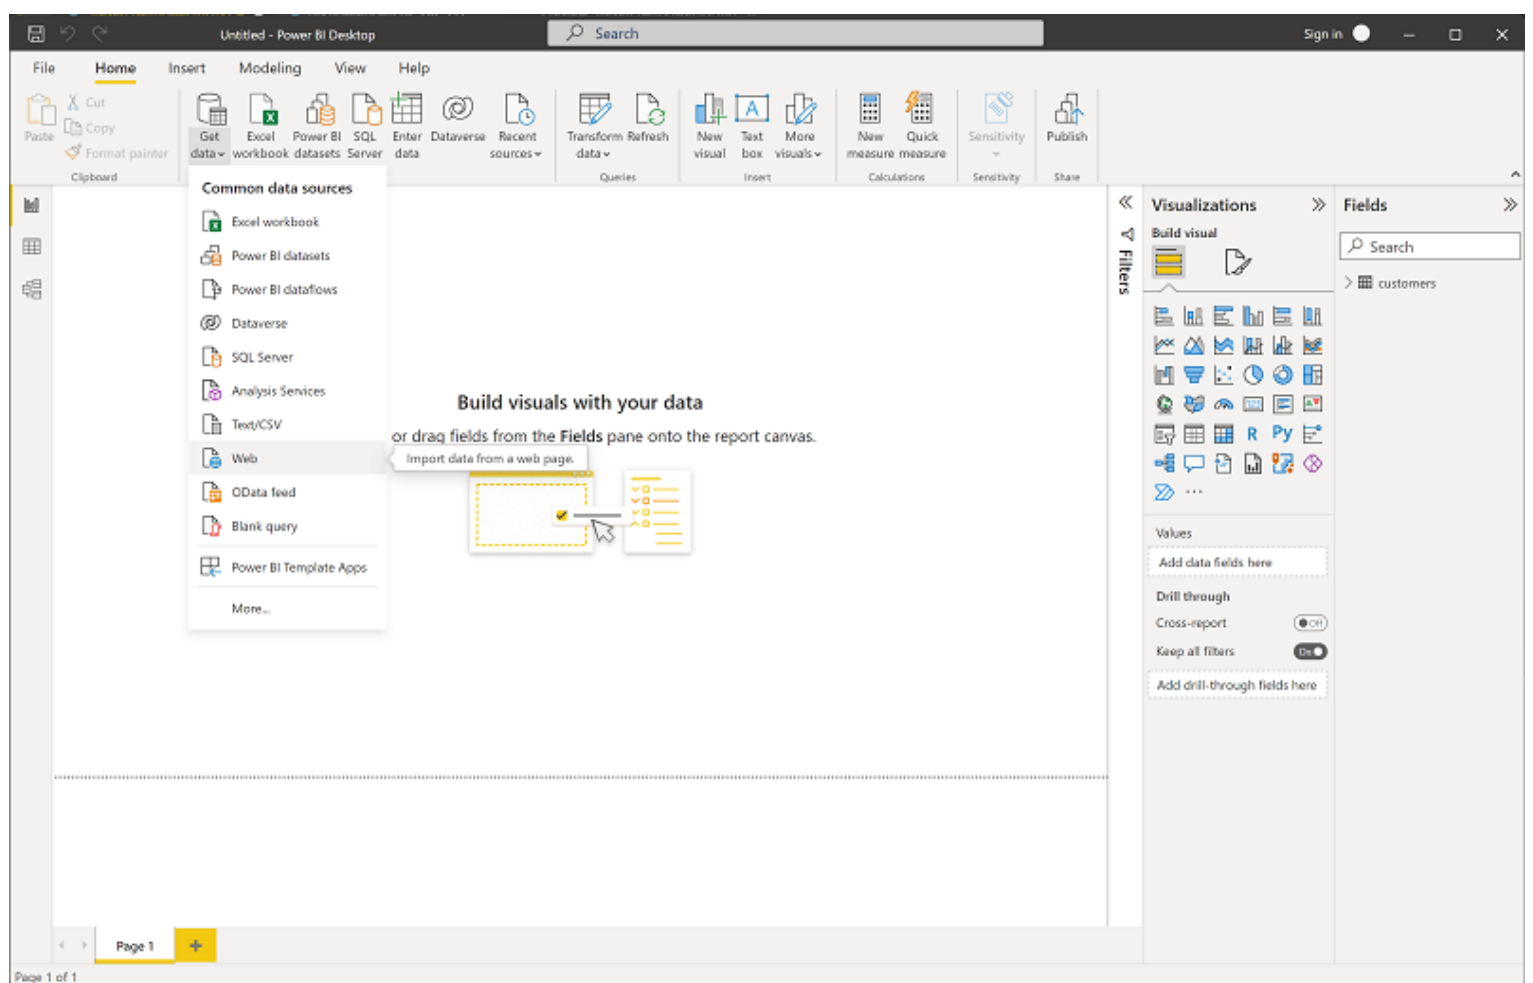 Untitled - Power BI Desktop
Search
Sign in
File Home Insert Modeling View Help
Paste
Cut
Copy
Format painter
Clipboard
Get data
Excel workbook
Power BI datasets
SQL Server
Enter data
Dataverse
Recent sources
Transform data
Refresh
Queries
New visual
Text box
More visuals
Insert
New measure
Quick measure
Calculations
Sensitivity
Sensitivity
Publish
Share
Common data sources
Excel workbook
Power BI datasets
Power BI dataflows
Dataverse
SQL Server
Analysis Services
Text/CSV
Web
OData feed
Blank query
Power BI Template Apps
More...
Import data from a web page.
Build visuals with your data
or drag fields from the Fields pane onto the report canvas.
Filters
Visualizations
Build visual
R
Py
123
...
Values
Add data fields here
Drill through
Cross-report
Off
Keep all filters
On
Add drill-through fields here
Fields
Search
customers
Page 1
Page 1 of 1